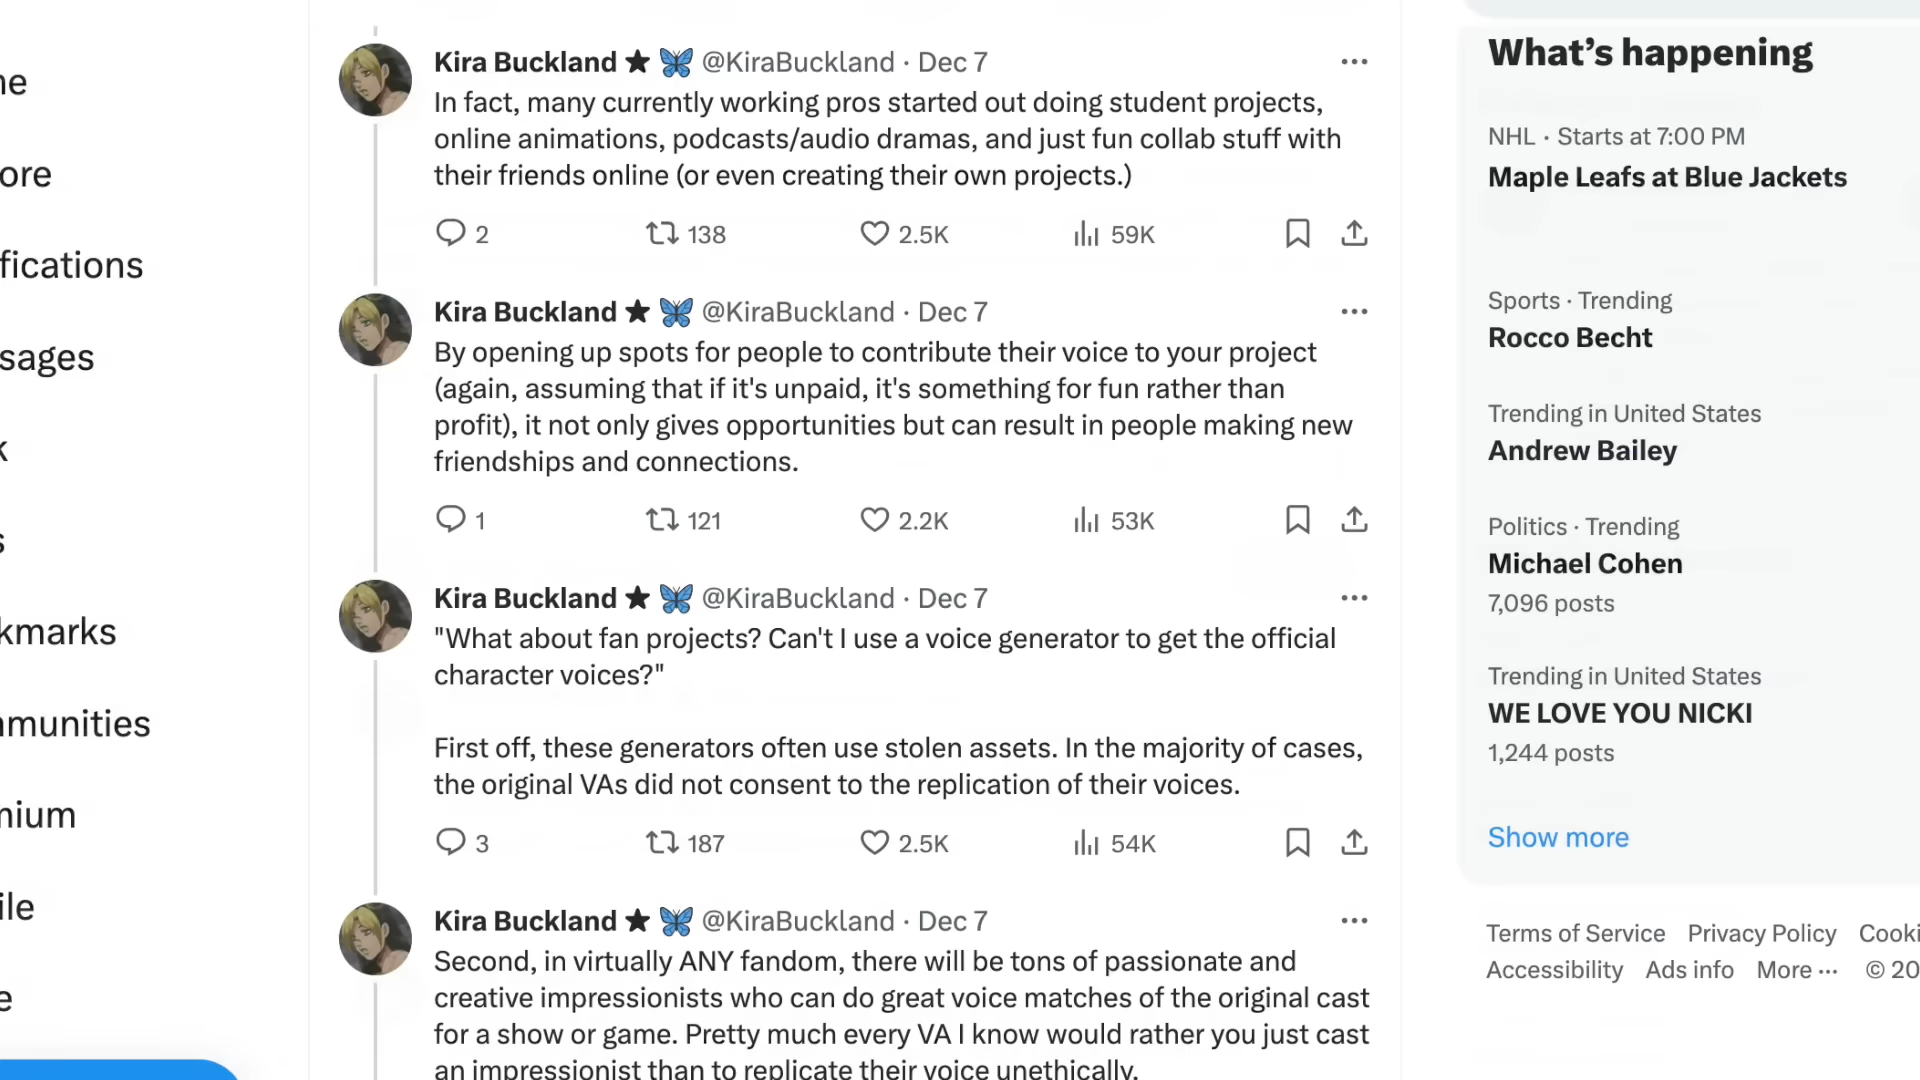 ne
ore
fications
sages
k
s
kmarks
nmunities
mium
ile
e
Kira Buckland ★ 🦋 @KiraBuckland · Dec 7
In fact, many currently working pros started out doing student projects,
online animations, podcasts/audio dramas, and just fun collab stuff with
their friends online (or even creating their own projects.)
2 138 2.5K 59K
Kira Buckland ★ 🦋 @KiraBuckland · Dec 7
By opening up spots for people to contribute their voice to your project
(again, assuming that if it's unpaid, it's something for fun rather than
profit), it not only gives opportunities but can result in people making new
friendships and connections.
1 121 2.2K 53K
Kira Buckland ★ 🦋 @KiraBuckland · Dec 7
"What about fan projects? Can't I use a voice generator to get the official
character voices?"
First off, these generators often use stolen assets. In the majority of cases,
the original VAs did not consent to the replication of their voices.
3 187 2.5K 54K
Kira Buckland ★ 🦋 @KiraBuckland · Dec 7
Second, in virtually ANY fandom, there will be tons of passionate and
creative impressionists who can do great voice matches of the original cast
for a show or game. Pretty much every VA I know would rather you just cast
an impressionist than to replicate their voice unethically.
What's happening
NHL · Starts at 7:00 PM
Maple Leafs at Blue Jackets
Sports · Trending
Rocco Becht
Trending in United States
Andrew Bailey
Politics · Trending
Michael Cohen
7,096 posts
Trending in United States
WE LOVE YOU NICKI
1,244 posts
Show more
Terms of Service Privacy Policy Cooki
Accessibility Ads info More ··· © 20